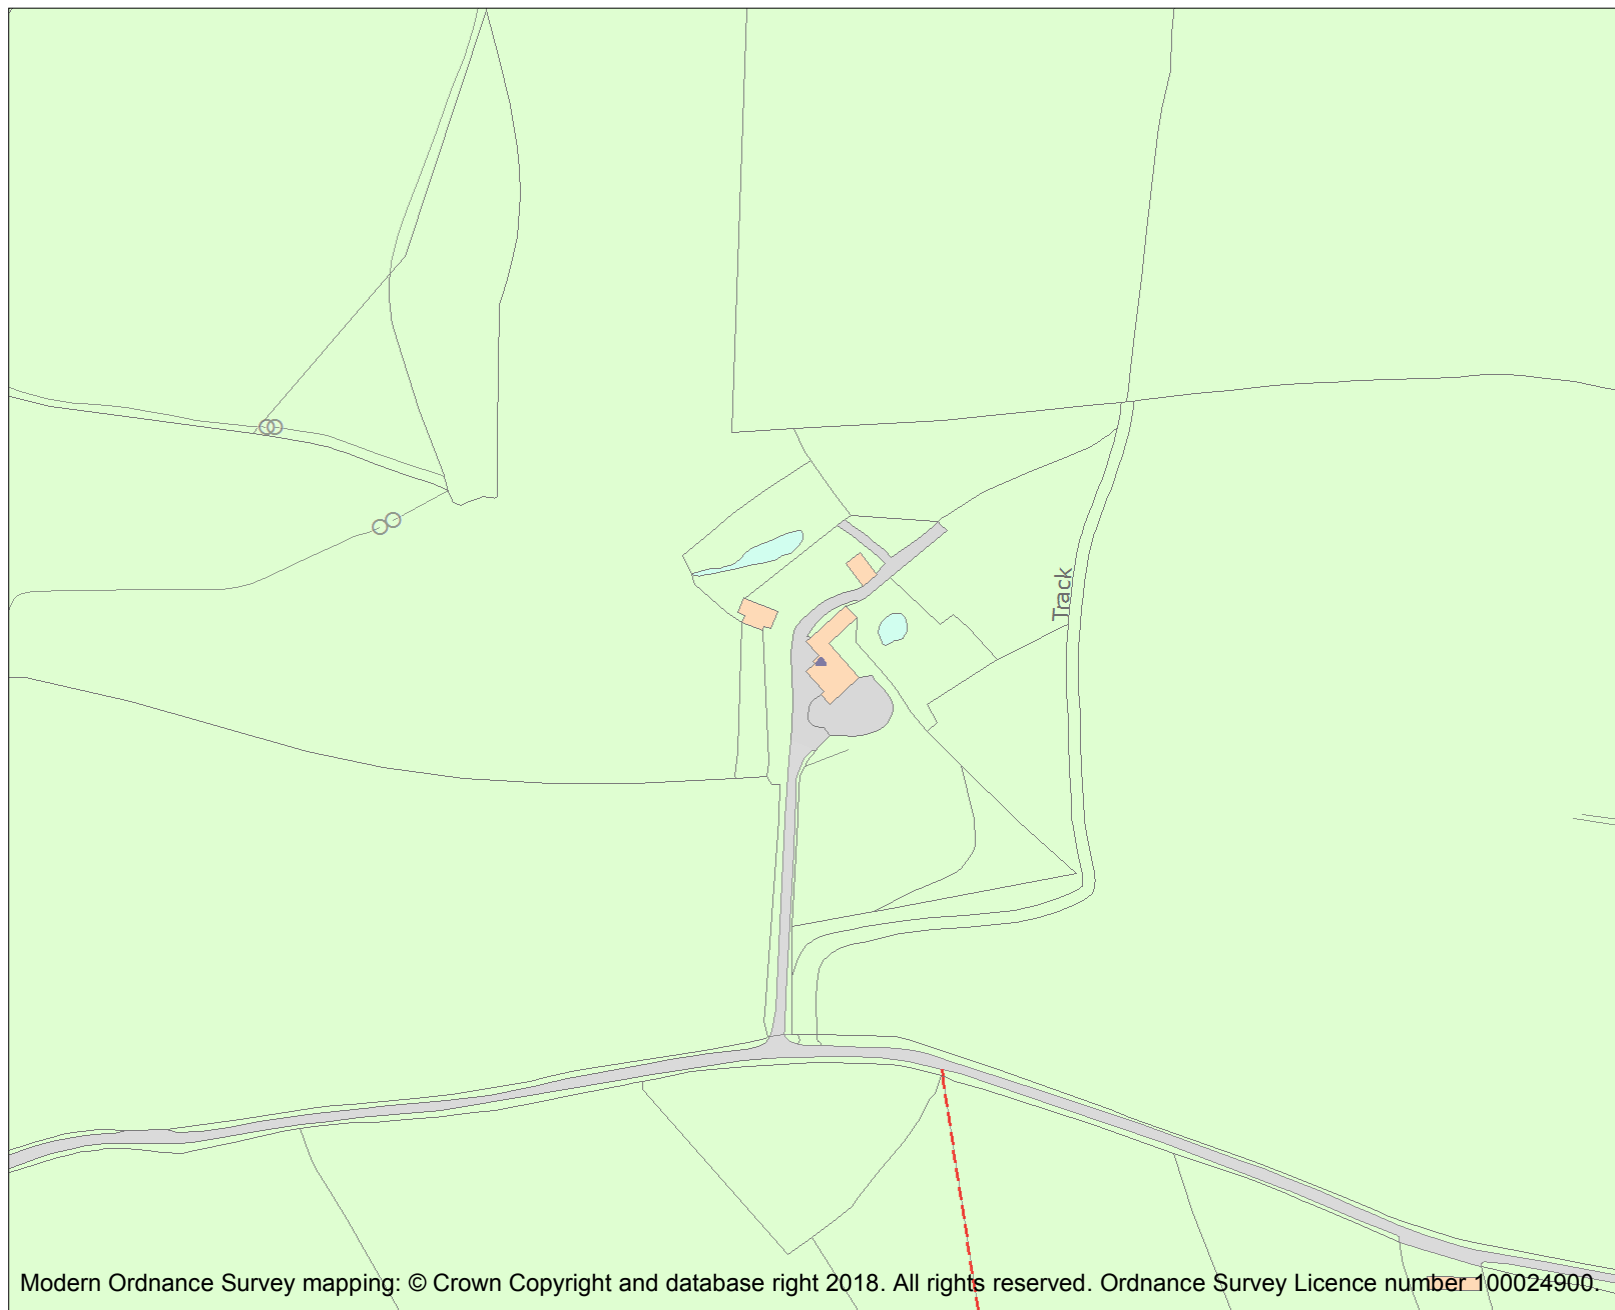 Track
Modern Ordnance Survey mapping: © Crown Copyright and database right 2018. All rights reserved. Ordnance Survey Licence number 100024900.